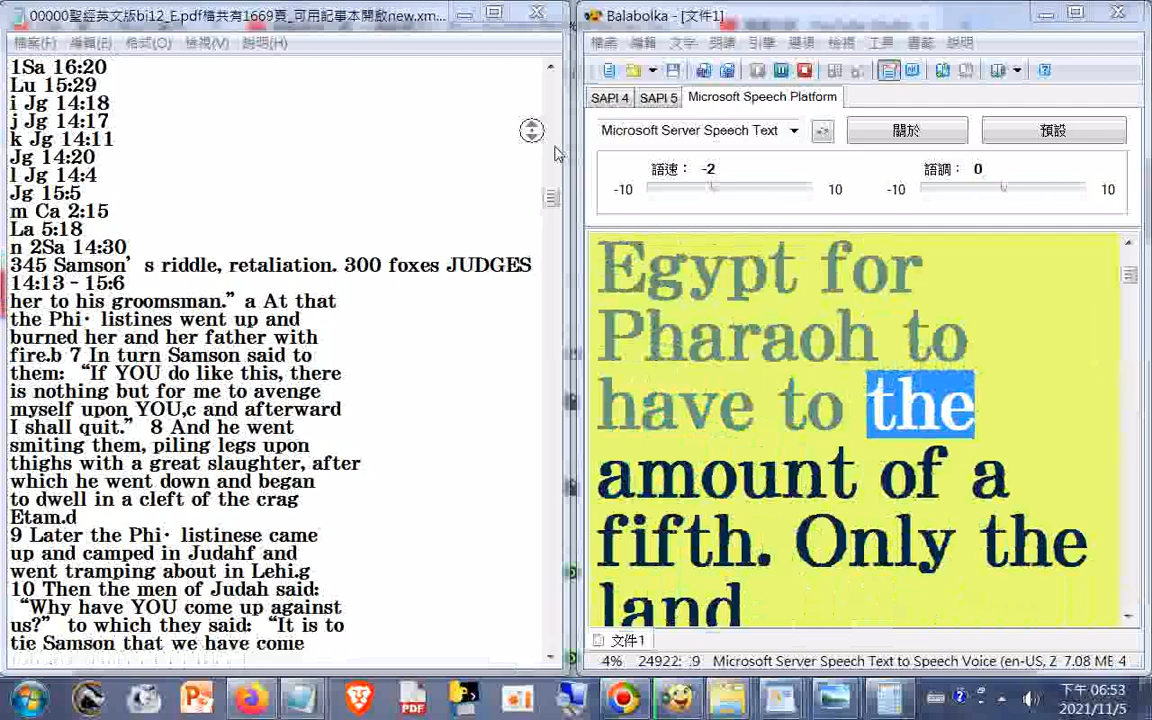 00000聖經英文版bi12_E.pdf檔共有1669頁_可用記事本開啟new.xm...
檔案(F) 編輯(E) 格式(O) 檢視(V) 說明(H)
1Sa 16:20
Lu 15:29
i Jg 14:18
j Jg 14:17
k Jg 14:11
Jg 14:20
l Jg 14:4
Jg 15:5
m Ca 2:15
La 5:18
n 2Sa 14:30
345 Samson’s riddle, retaliation. 300 foxes JUDGES
14:13–15:6
her to his groomsman.” a At that
the Phi· listines went up and
burned her and her father with
fire.b 7 In turn Samson said to
them: “If YOU do like this, there
is nothing but for me to avenge
myself upon YOU,c and afterward
I shall quit.” 8 And he went
smiting them, piling legs upon
thighs with a great slaughter, after
which he went down and began
to dwell in a cleft of the crag
Etam.d
9 Later the Phi· listinese came
up and camped in Judahf and
went tramping about in Lehi.g
10 Then the men of Judah said:
“Why have YOU come up against
us?” to which they said: “It is to
tie Samson that we have come
Balabolka - [文件1]
檔案 編輯 文字 朗讀 引擎 選項 檢視 工具 書籤 說明
SAPI 4 SAPI 5 Microsoft Speech Platform
Microsoft Server Speech Text 關於 預設
語速： -2 語調： 0
-10 10 -10 10
Egypt for
Pharaoh to
have to the
amount of a
fifth. Only the
land
文件1
4% Microsoft Server Speech Text to Speech Voice (en-US, Z 7.08 MB 4
PDF
下午 06:53
2021/11/5